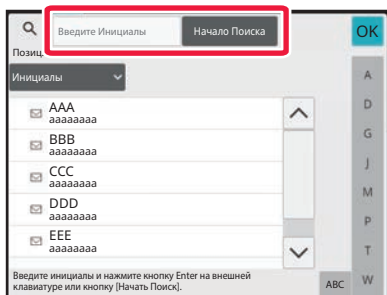 Введите Инициалы
Начало Поиска
OK
Позиц
Инициалы
AAA
aaaaaaaa
BBB
aaaaaaaa
CCC
aaaaaaaa
DDD
aaaaaaaa
EEE
aaaaaaaa
A
D
G
J
M
P
T
W
Введите инициалы и нажмите кнопку Enter на внешней
клавиатуре или кнопку [Начать Поиск].
ABC